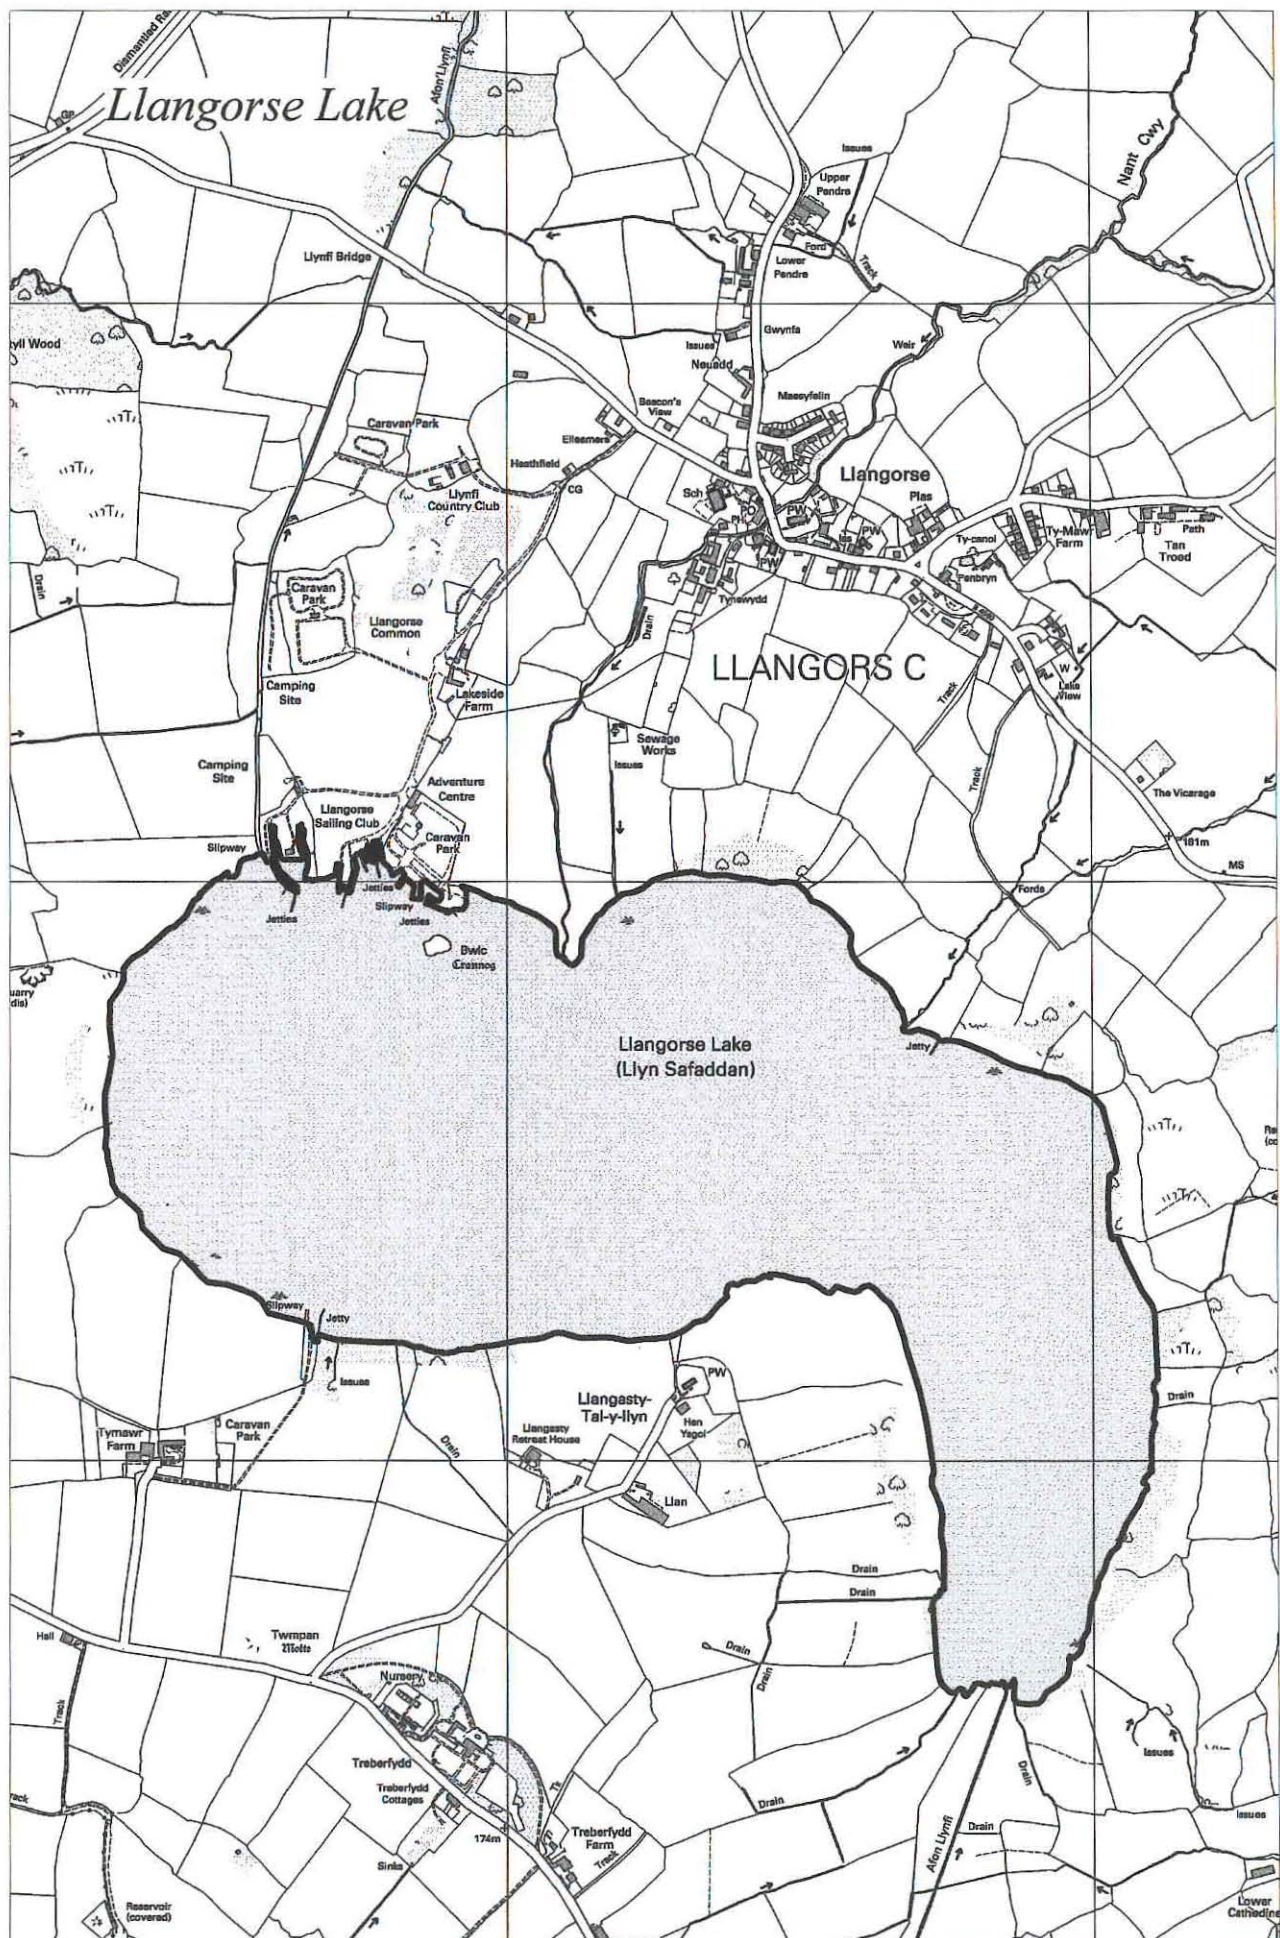 Dismantled
Afon Llynfi
Llangorse Lake
GP
Nant Cwy
Issues
Upper
Pendre
Ford
Track
Lower
Pendre
Llynfi Bridge
Gwynfa
Issues
Weir
Neuadd
Wood
Maesyfelin
Beacon's
View
Caravan Park
Ellesmere
Heathfield
CG
Llynfi
Country Club
Llangorse
Sch
PO
PH
PW
Plas
Iss
PW
PW
Ty-canol
Ty-Mawr
Farm
Path
Tan
Troed
Penbryn
Tynewydd
Drain
Caravan
Park
Llangorse
Common
Drain
LLANGORS C
W
Lake
View
Track
Lakeside
Farm
Camping
Site
Sewage
Works
Issues
Camping
Site
Adventure
Centre
Track
The Vicarage
Llangorse
Sailing Club
Caravan
Park
Slipway
181m
MS
Jetties
Slipway
Jetties
Jetties
Fords
Bwlc
Crannog
Llangorse Lake
(Llyn Safaddan)
Jetty
Slipway
Jetty
Issues
PW
Llangasty-
Tal-y-llyn
Hen
Ysgol
Drain
Tymawr
Farm
Caravan
Park
Llangasty
Retreat House
Drain
Llan
Drain
Drain
Hall
Twmpan
Motte
Drain
Drain
Nursery
Track
Treberfydd
Treberfydd
Cottages
Issues
Drain
Tk
Drain
Issues
174m
Treberfydd
Farm
Track
Drain
Afon Llynfi
Sinks
Reservoir
(covered)
Lower
Cathedine